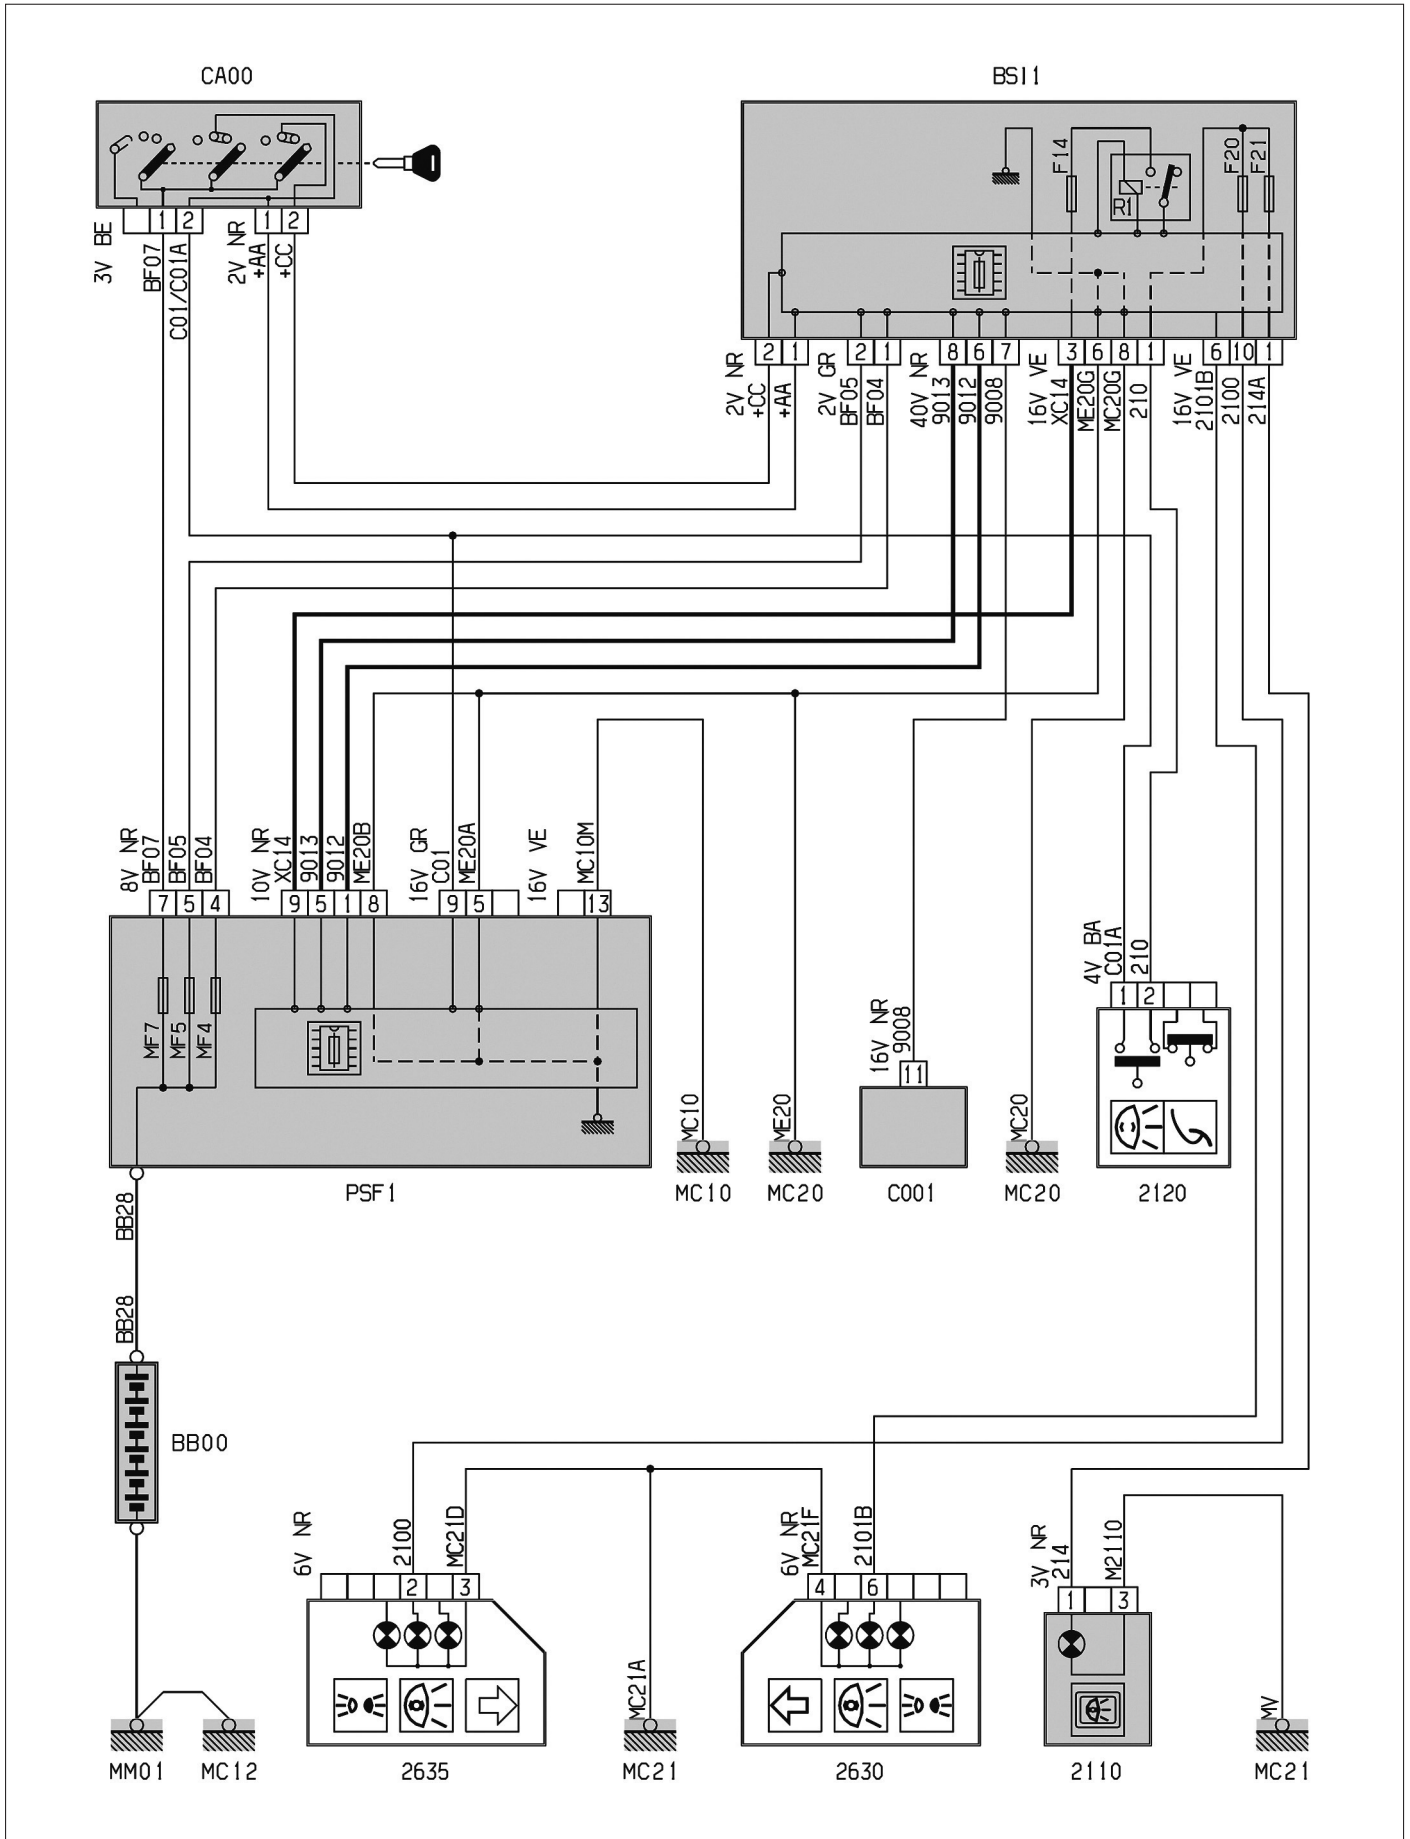 CA00
BSI1
F14
F20
F21
R1
1 2 1 2
3V BE
BF07
C01/C01A
2V NR
+AA
+CC
2 1 2 1 8 6 7 3 6 8 1 6 10 1
2V NR
+CC
+AA
2V GR
BF05
BF04
40V NR
9013
9012
9008
16V VE
XC14
ME20G
MC20G
210
16V VE
2101B
2100
214A
8V NR
BF07
BF05
BF04
10V NR
XC14
9013
9012
ME20B
16V GR
C01
ME20A
16V VE
MC10M
7 5 4 9 5 1 8 9 5 13
MF7
MF5
MF4
4V BA
C01A
210
1 2
16V NR
9008
11
MC10
ME20
MC20
PSF1
MC10
MC20
C001
MC20
2120
BB28
BB28
BB00
6V NR
2100
MC21D
6V NR
MC21F
2101B
3V NR
214
M2110
2 3 4 6 1 3
MC21A
MV
MM01
MC12
2635
MC21
2630
2110
MC21